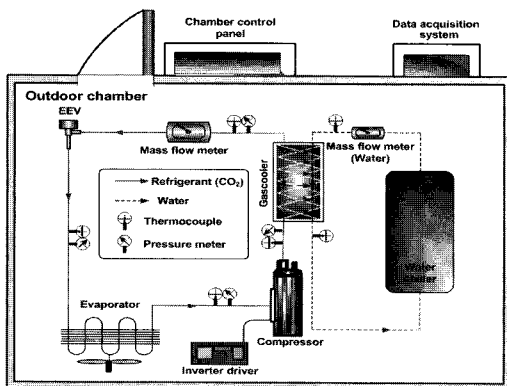 Chamber control
panel
Data acquisition
system
Outdoor chamber
EEV
Mass flow meter
Mass flow meter
(Water)
Gascooler
Refrigerant (CO₂)
Water
Thermocouple
Pressure meter
Evaporator
Compressor
Inverter driver